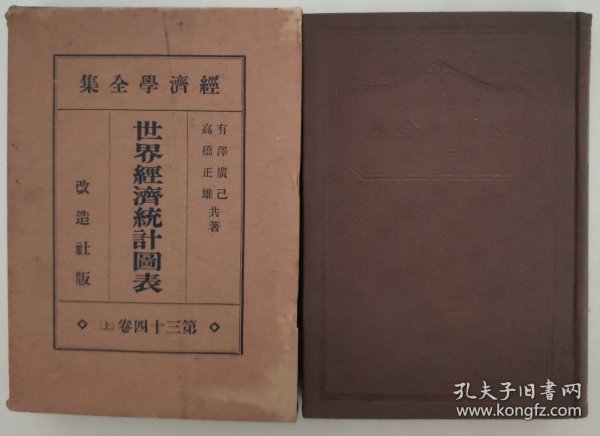 經濟學全集
有澤廣己
高橋正雄 共著
世界經濟統計圖表
改造社版
◇第三十四卷(上)◇
孔夫子旧书网
www.kongfz.com